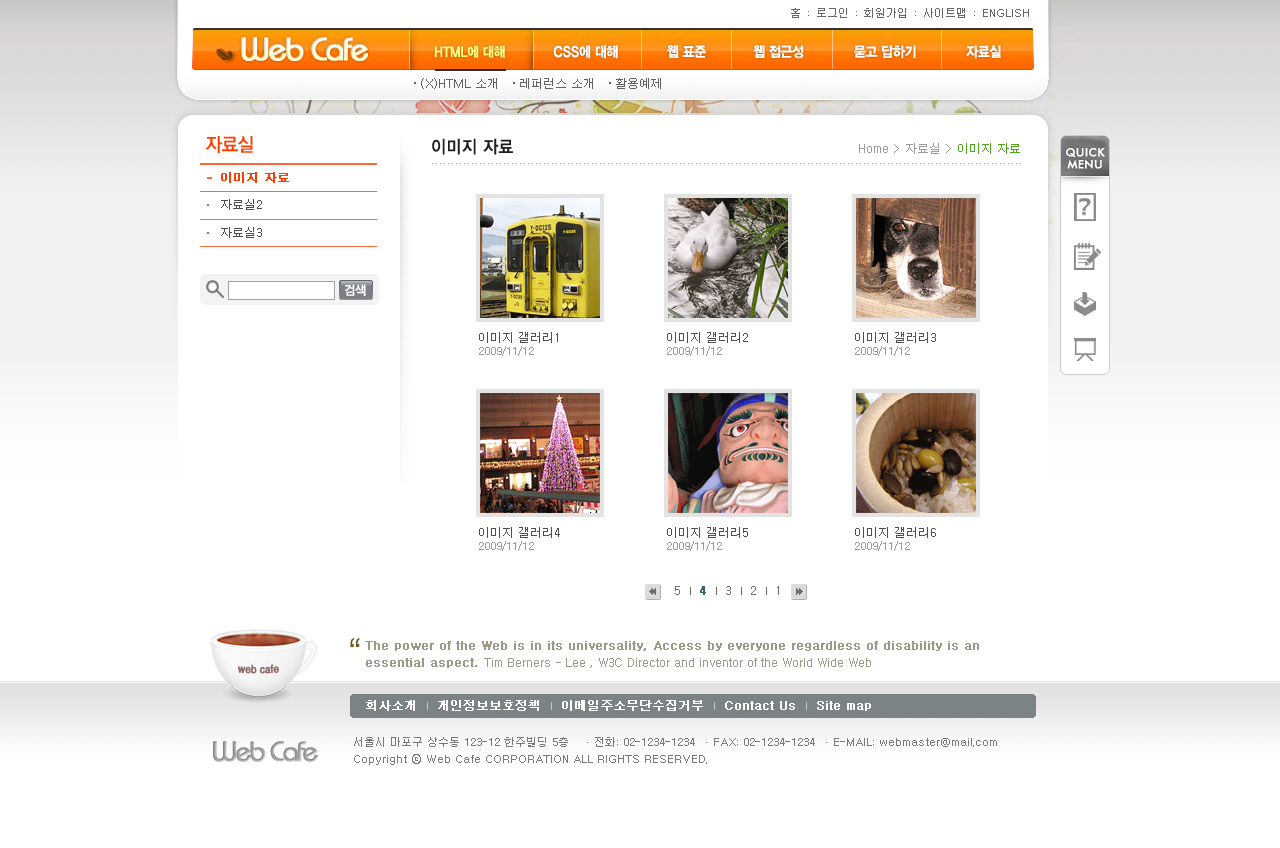 홈 : 로그인 : 회원가입 : 사이트맵 : ENGLISH
Web Cafe HTML에 대해 CSS에 대해 웹 표준 웹 접근성 묻고 답하기 자료실
· (X)HTML 소개 · 레퍼런스 소개 · 활용예제
자료실
- 이미지 자료
· 자료실2
· 자료실3
검색
이미지 자료
Home > 자료실 > 이미지 자료
QUICK
MENU
Y-DC125
이미지 갤러리1
2009/11/12
이미지 갤러리2
2009/11/12
이미지 갤러리3
2009/11/12
이미지 갤러리4
2009/11/12
이미지 갤러리5
2009/11/12
이미지 갤러리6
2009/11/12
5 | 4 | 3 | 2 | 1
web cafe
“ The power of the Web is in its universality, Access by everyone regardless of disability is an
essential aspect. Tim Berners - Lee , W3C Director and inventor of the World Wide Web
회사소개 | 개인정보보호정책 | 이메일주소무단수집거부 | Contact Us | Site map
Web Cafe
서울시 마포구 상수동 123-12 한주빌딩 5층 · 전화: 02-1234-1234 · FAX: 02-1234-1234 · E-MAIL: webmaster@mail.com
Copyright ⓒ Web Cafe CORPORATION ALL RIGHTS RESERVED.